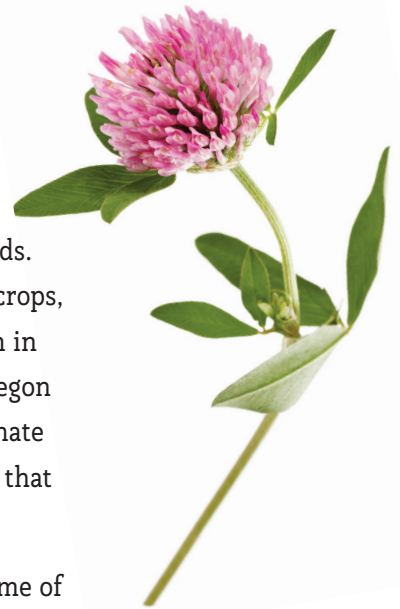 ds.
crops,
n in
egon
nate
that
me of